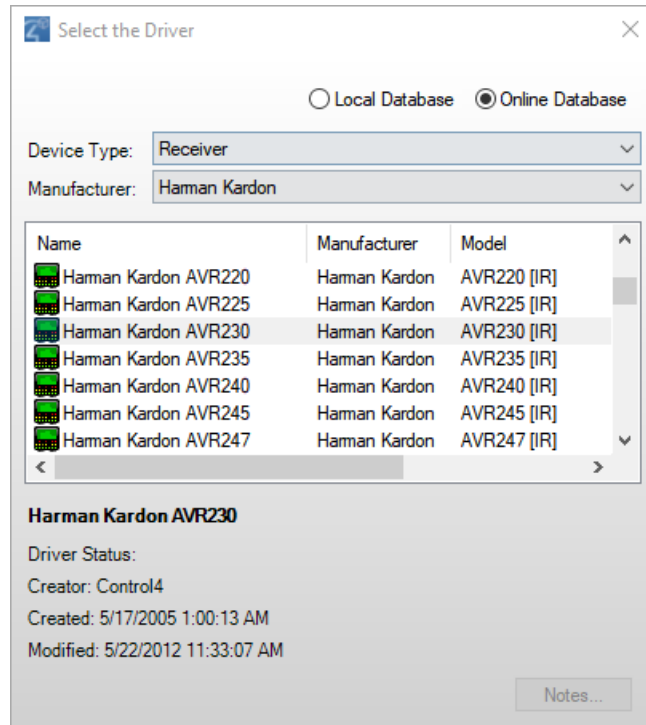 Select the Driver
Local Database Online Database
Device Type: Receiver
Manufacturer: Harman Kardon
Name Manufacturer Model
Harman Kardon AVR220 Harman Kardon AVR220 [IR]
Harman Kardon AVR225 Harman Kardon AVR225 [IR]
Harman Kardon AVR230 Harman Kardon AVR230 [IR]
Harman Kardon AVR235 Harman Kardon AVR235 [IR]
Harman Kardon AVR240 Harman Kardon AVR240 [IR]
Harman Kardon AVR245 Harman Kardon AVR245 [IR]
Harman Kardon AVR247 Harman Kardon AVR247 [IR]
Harman Kardon AVR230
Driver Status:
Creator: Control4
Created: 5/17/2005 1:00:13 AM
Modified: 5/22/2012 11:33:07 AM
Notes...